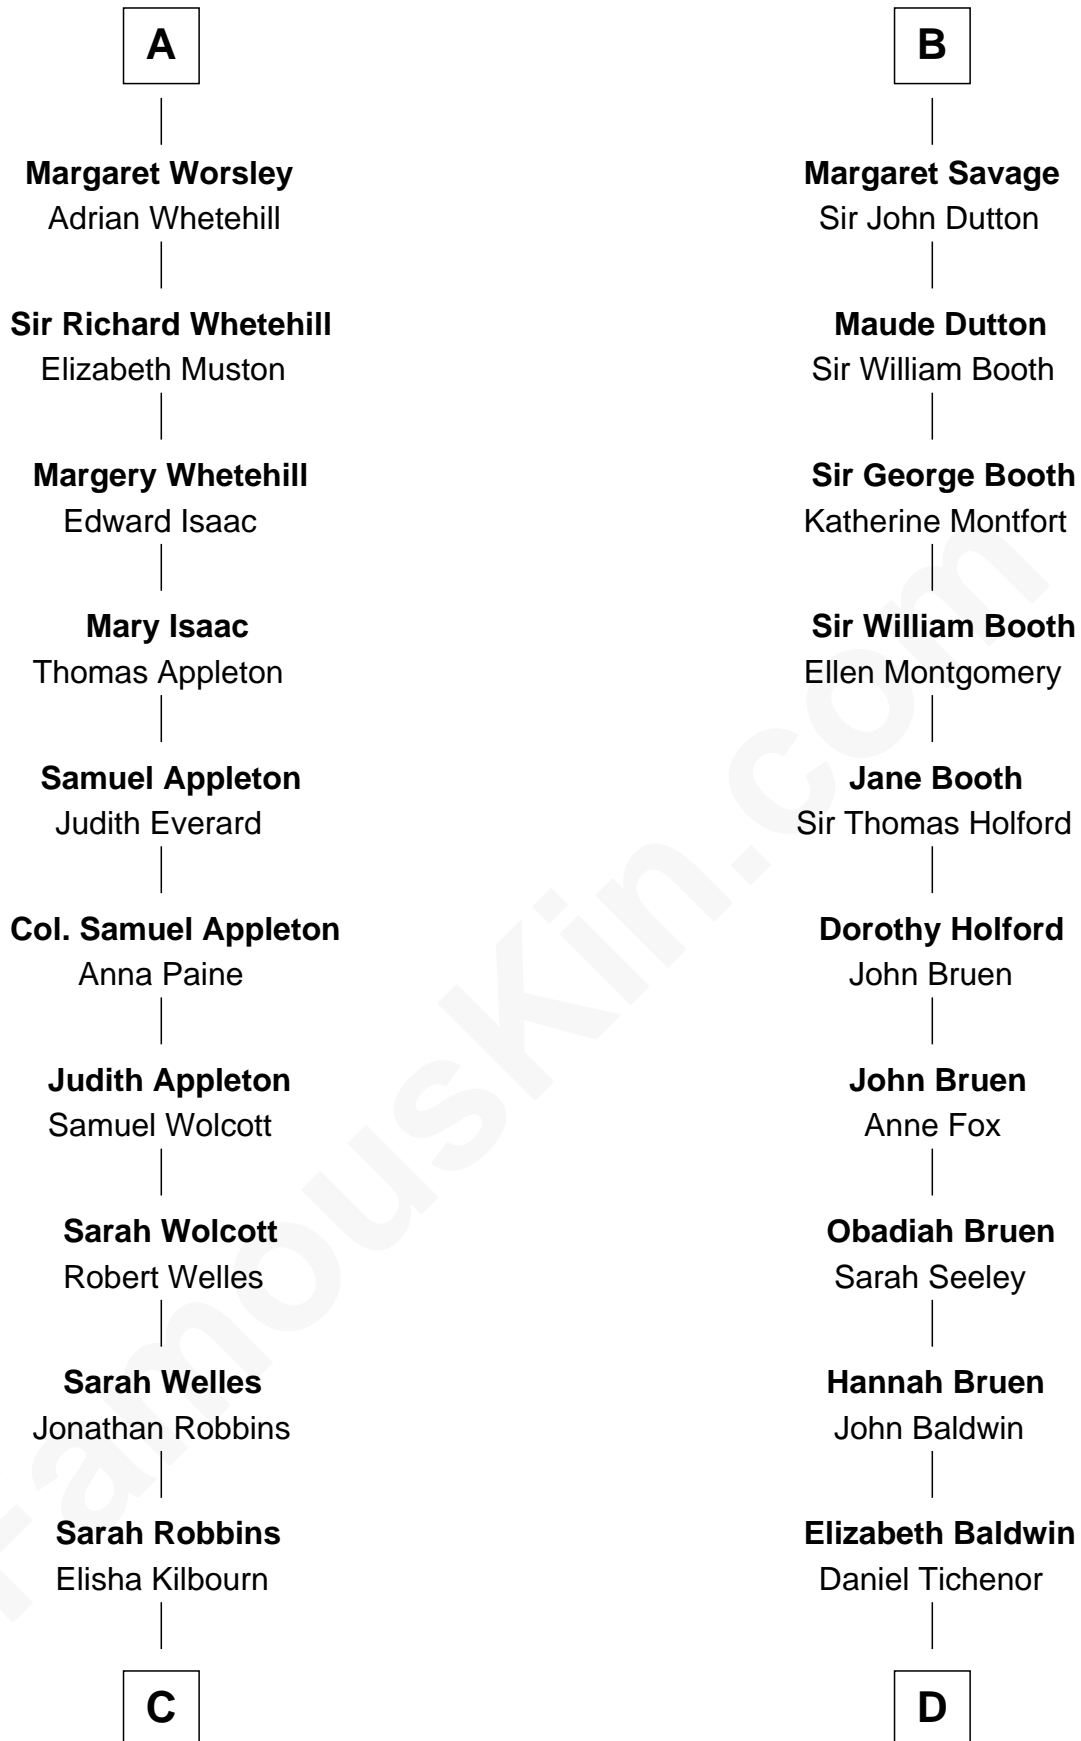 A
Margaret Worsley
Adrian Whetehill
Sir Richard Whetehill
Elizabeth Muston
Margery Whetehill
Edward Isaac
Mary Isaac
Thomas Appleton
Samuel Appleton
Judith Everard
Col. Samuel Appleton
Anna Paine
Judith Appleton
Samuel Wolcott
Sarah Wolcott
Robert Welles
Sarah Welles
Jonathan Robbins
Sarah Robbins
Elisha Kilbourn
C
B
Margaret Savage
Sir John Dutton
Maude Dutton
Sir William Booth
Sir George Booth
Katherine Montfort
Sir William Booth
Ellen Montgomery
Jane Booth
Sir Thomas Holford
Dorothy Holford
John Bruen
John Bruen
Anne Fox
Obadiah Bruen
Sarah Seeley
Hannah Bruen
John Baldwin
Elizabeth Baldwin
Daniel Tichenor
D
FamousKin.com